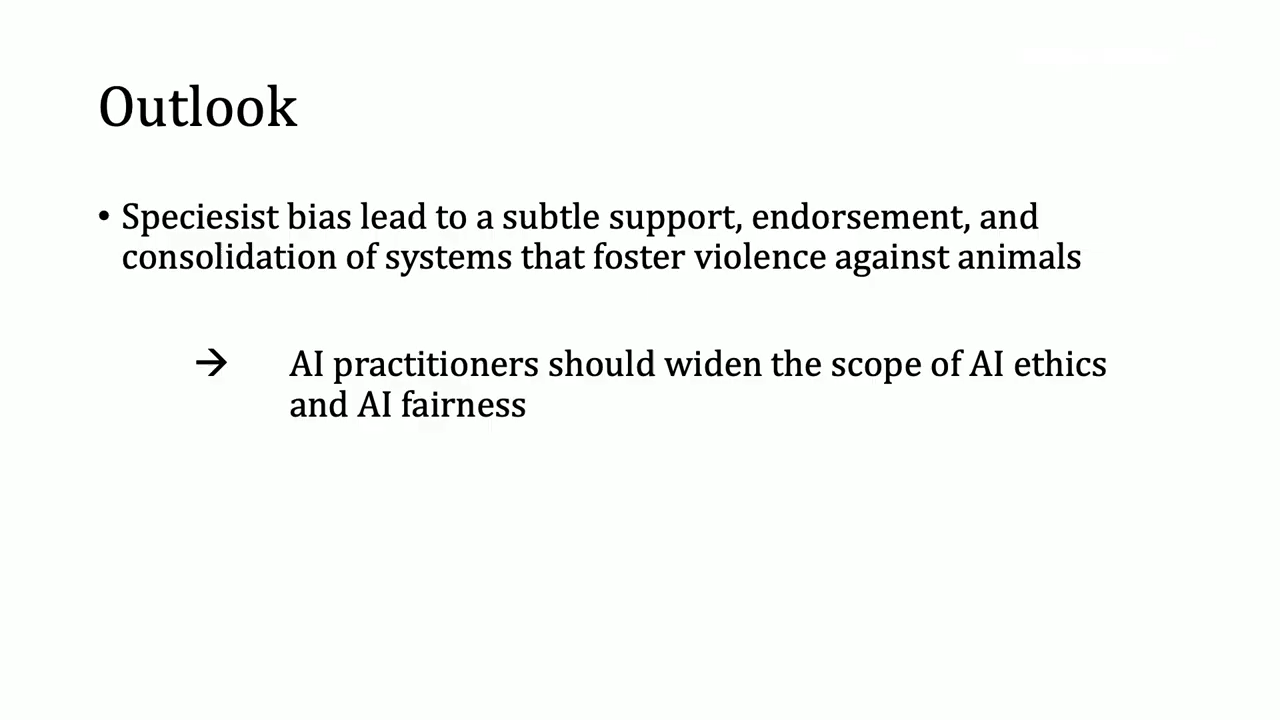 Outlook
• Speciesist bias lead to a subtle support, endorsement, and
consolidation of systems that foster violence against animals
→ AI practitioners should widen the scope of AI ethics
and AI fairness